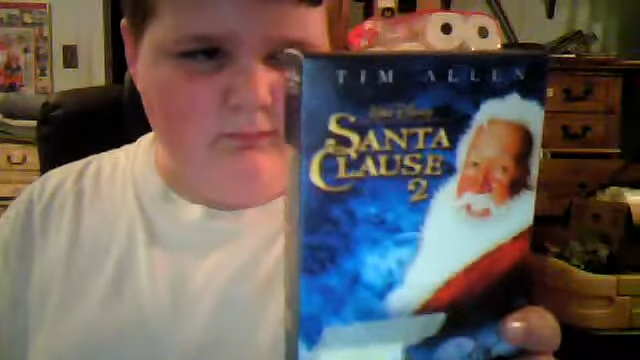 TIM ALLEN
WALT DISNEY
SANTA
CLAUSE
2